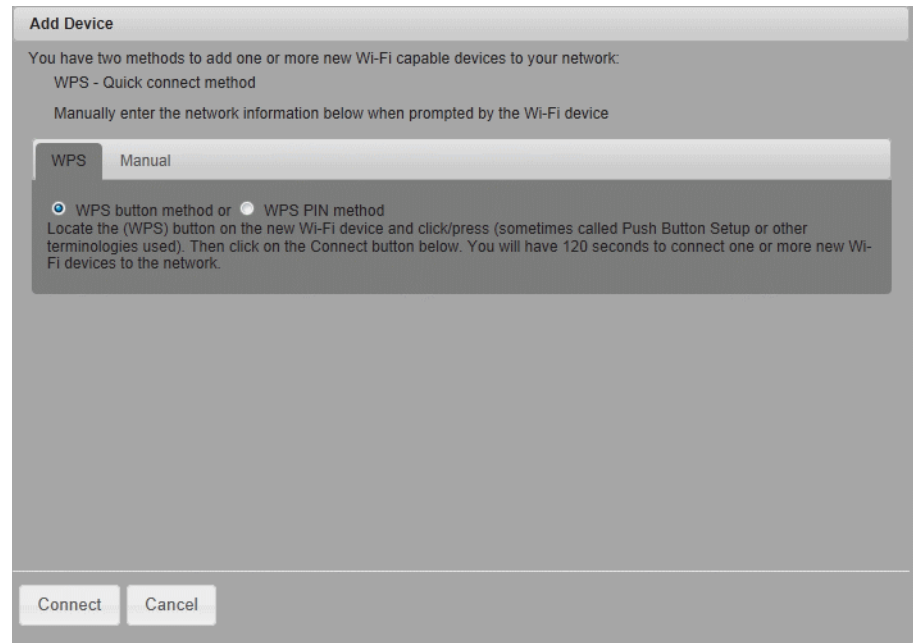 Add Device
You have two methods to add one or more new Wi-Fi capable devices to your network:
WPS - Quick connect method
Manually enter the network information below when prompted by the Wi-Fi device
WPS Manual
WPS button method or WPS PIN method
Locate the (WPS) button on the new Wi-Fi device and click/press (sometimes called Push Button Setup or other
terminologies used). Then click on the Connect button below. You will have 120 seconds to connect one or more new Wi-
Fi devices to the network.
Connect Cancel